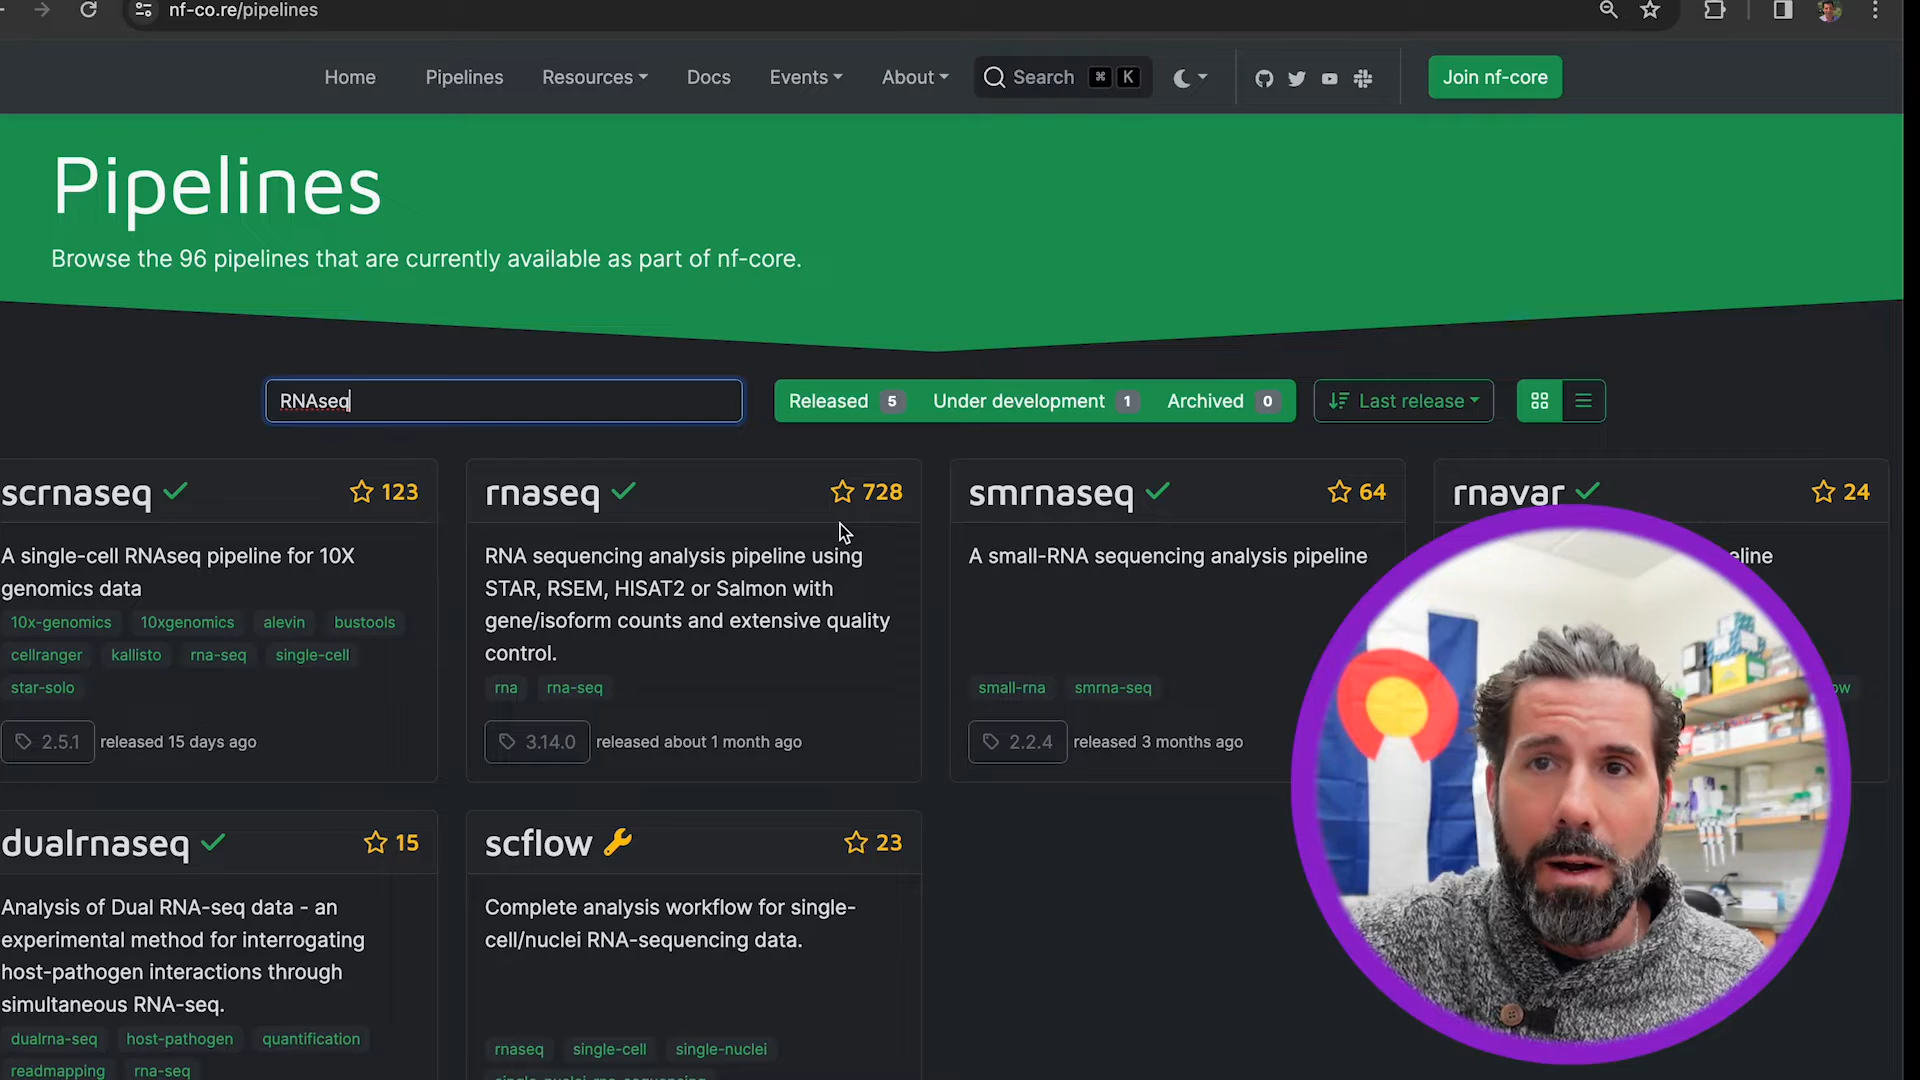 nf-co.re/pipelines
Home Pipelines Resources Docs Events About Search ⌘ K Join nf-core
Pipelines
Browse the 96 pipelines that are currently available as part of nf-core.
RNAseq
Released 5 Under development 1 Archived 0 Last release
scrnaseq 123
A single-cell RNAseq pipeline for 10X
genomics data
10x-genomics 10xgenomics alevin bustools
cellranger kallisto rna-seq single-cell
star-solo
2.5.1 released 15 days ago
rnaseq 728
RNA sequencing analysis pipeline using
STAR, RSEM, HISAT2 or Salmon with
gene/isoform counts and extensive quality
control.
rna rna-seq
3.14.0 released about 1 month ago
smrnaseq 64
A small-RNA sequencing analysis pipeline
small-rna smrna-seq
2.2.4 released 3 months ago
rnavar 24
dualrnaseq 15
Analysis of Dual RNA-seq data - an
experimental method for interrogating
host-pathogen interactions through
simultaneous RNA-seq.
dualrna-seq host-pathogen quantification
readmapping rna-seq
scflow 23
Complete analysis workflow for single-
cell/nuclei RNA-sequencing data.
rnaseq single-cell single-nuclei